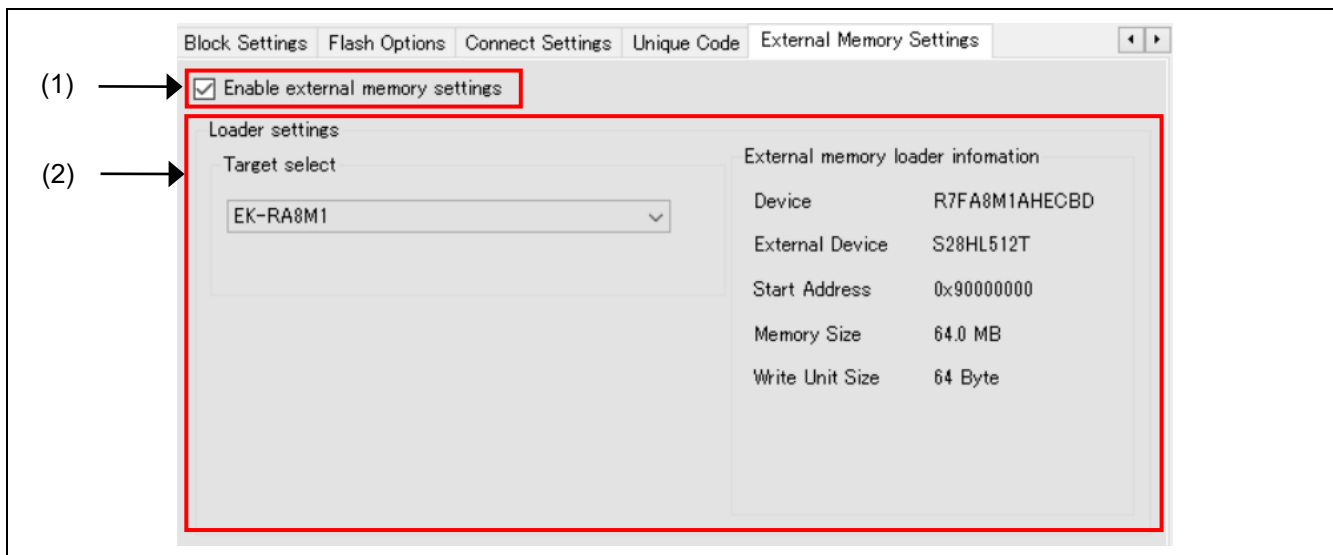 Block Settings Flash Options Connect Settings Unique Code External Memory Settings
(1)
Enable external memory settings
(2)
Loader settings
Target select
EK-RA8M1
External memory loader infomation
Device R7FA8M1AHECBD
External Device S28HL512T
Start Address 0x90000000
Memory Size 64.0 MB
Write Unit Size 64 Byte